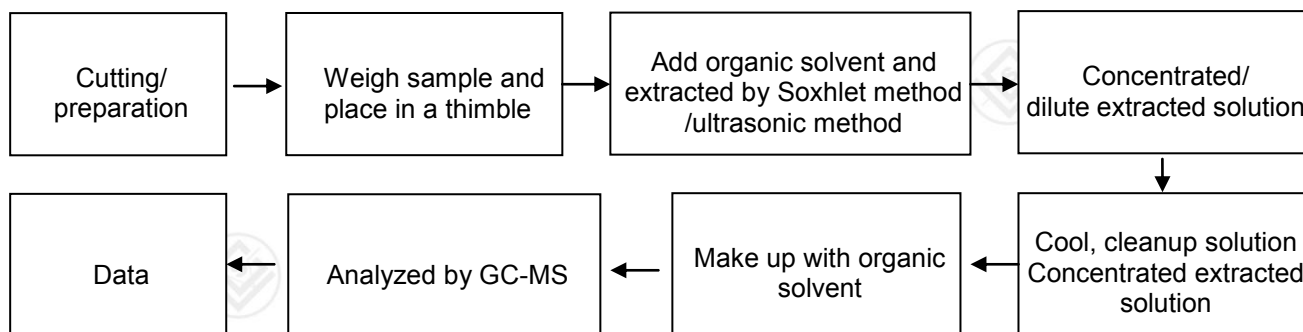 Cutting/
preparation
Weigh sample and
place in a thimble
Add organic solvent and
extracted by Soxhlet method
/ultrasonic method
Concentrated/
dilute extracted solution
Cool, cleanup solution
Concentrated extracted
solution
Make up with organic
solvent
Analyzed by GC-MS
Data